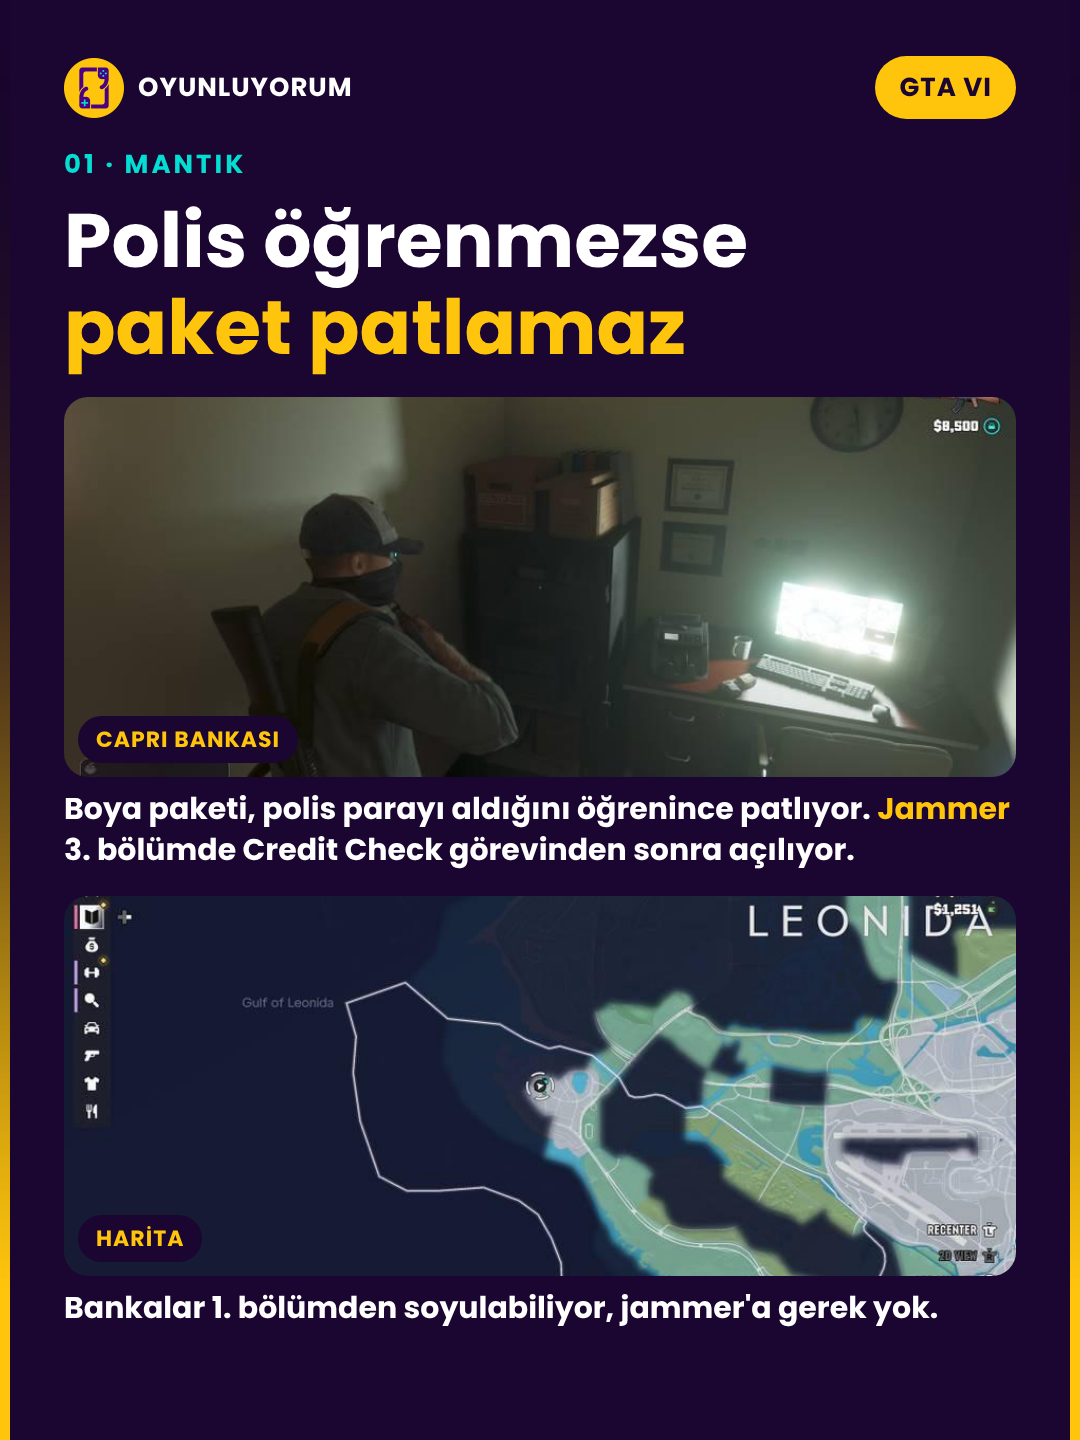 OYUNLUYORUM
GTA VI
01 · MANTIK
Polis öğrenmezse
paket patlamaz
$8,500
CAPRI BANKASI
Boya paketi, polis parayı aldığını öğrenince patlıyor. Jammer
3. bölümde Credit Check görevinden sonra açılıyor.
LEONIDA
$1,251
Gulf of Leonida
RECENTER
2D VIEW
HARİTA
Bankalar 1. bölümden soyulabiliyor, jammer'a gerek yok.